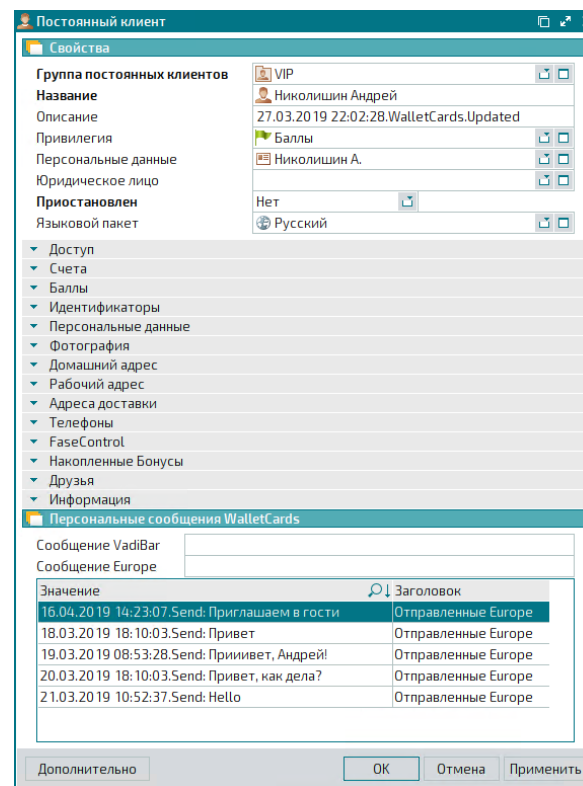 Постоянный клиент
Свойства
Группа постоянных клиентов VIP
Название Николишин Андрей
Описание 27.03.2019 22:02:28.WalletCards.Updated
Привилегия Баллы
Персональные данные Николишин А.
Юридическое лицо
Приостановлен Нет
Языковой пакет Русский
Доступ
Счета
Баллы
Идентификаторы
Персональные данные
Фотография
Домашний адрес
Рабочий адрес
Адреса доставки
Телефоны
FaseControl
Накопленные Бонусы
Друзья
Информация
Персональные сообщения WalletCards
Сообщение VadiBar
Сообщение Europe
Значение Заголовок
16.04.2019 14:23:07.Send: Приглашаем в гости Отправленные Europe
18.03.2019 18:10:03.Send: Привет Отправленные Europe
19.03.2019 08:53:28.Send: Прииивет, Андрей! Отправленные Europe
20.03.2019 18:10:03.Send: Привет, как дела? Отправленные Europe
21.03.2019 10:52:37.Send: Hello Отправленные Europe
Дополнительно ОК Отмена Применить